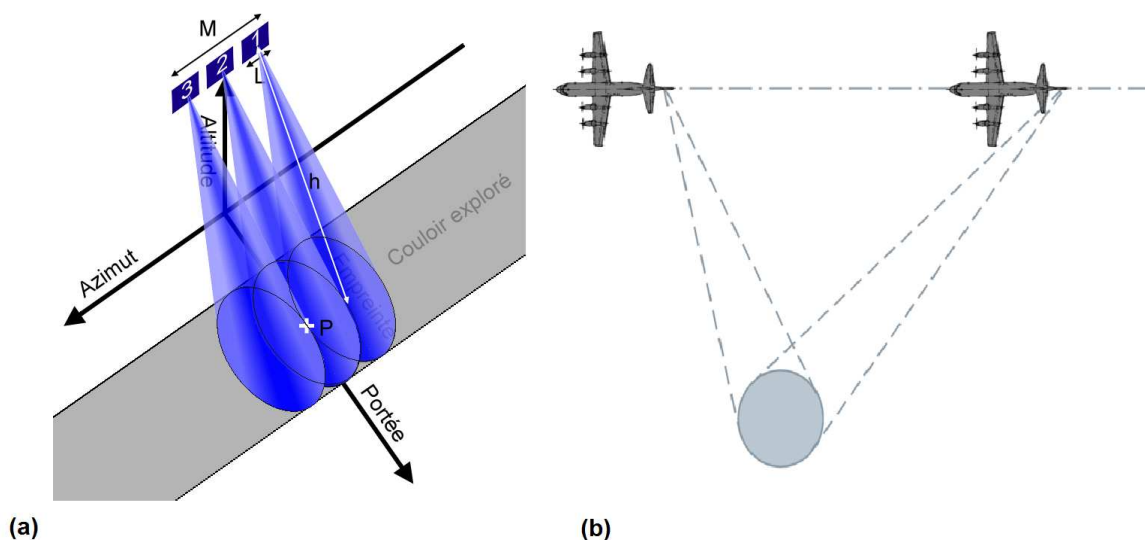 M
1
2
3
L
Altitude
h
Couloir exploré
Azimut
Empreinte
P
Portée
(a)
(b)